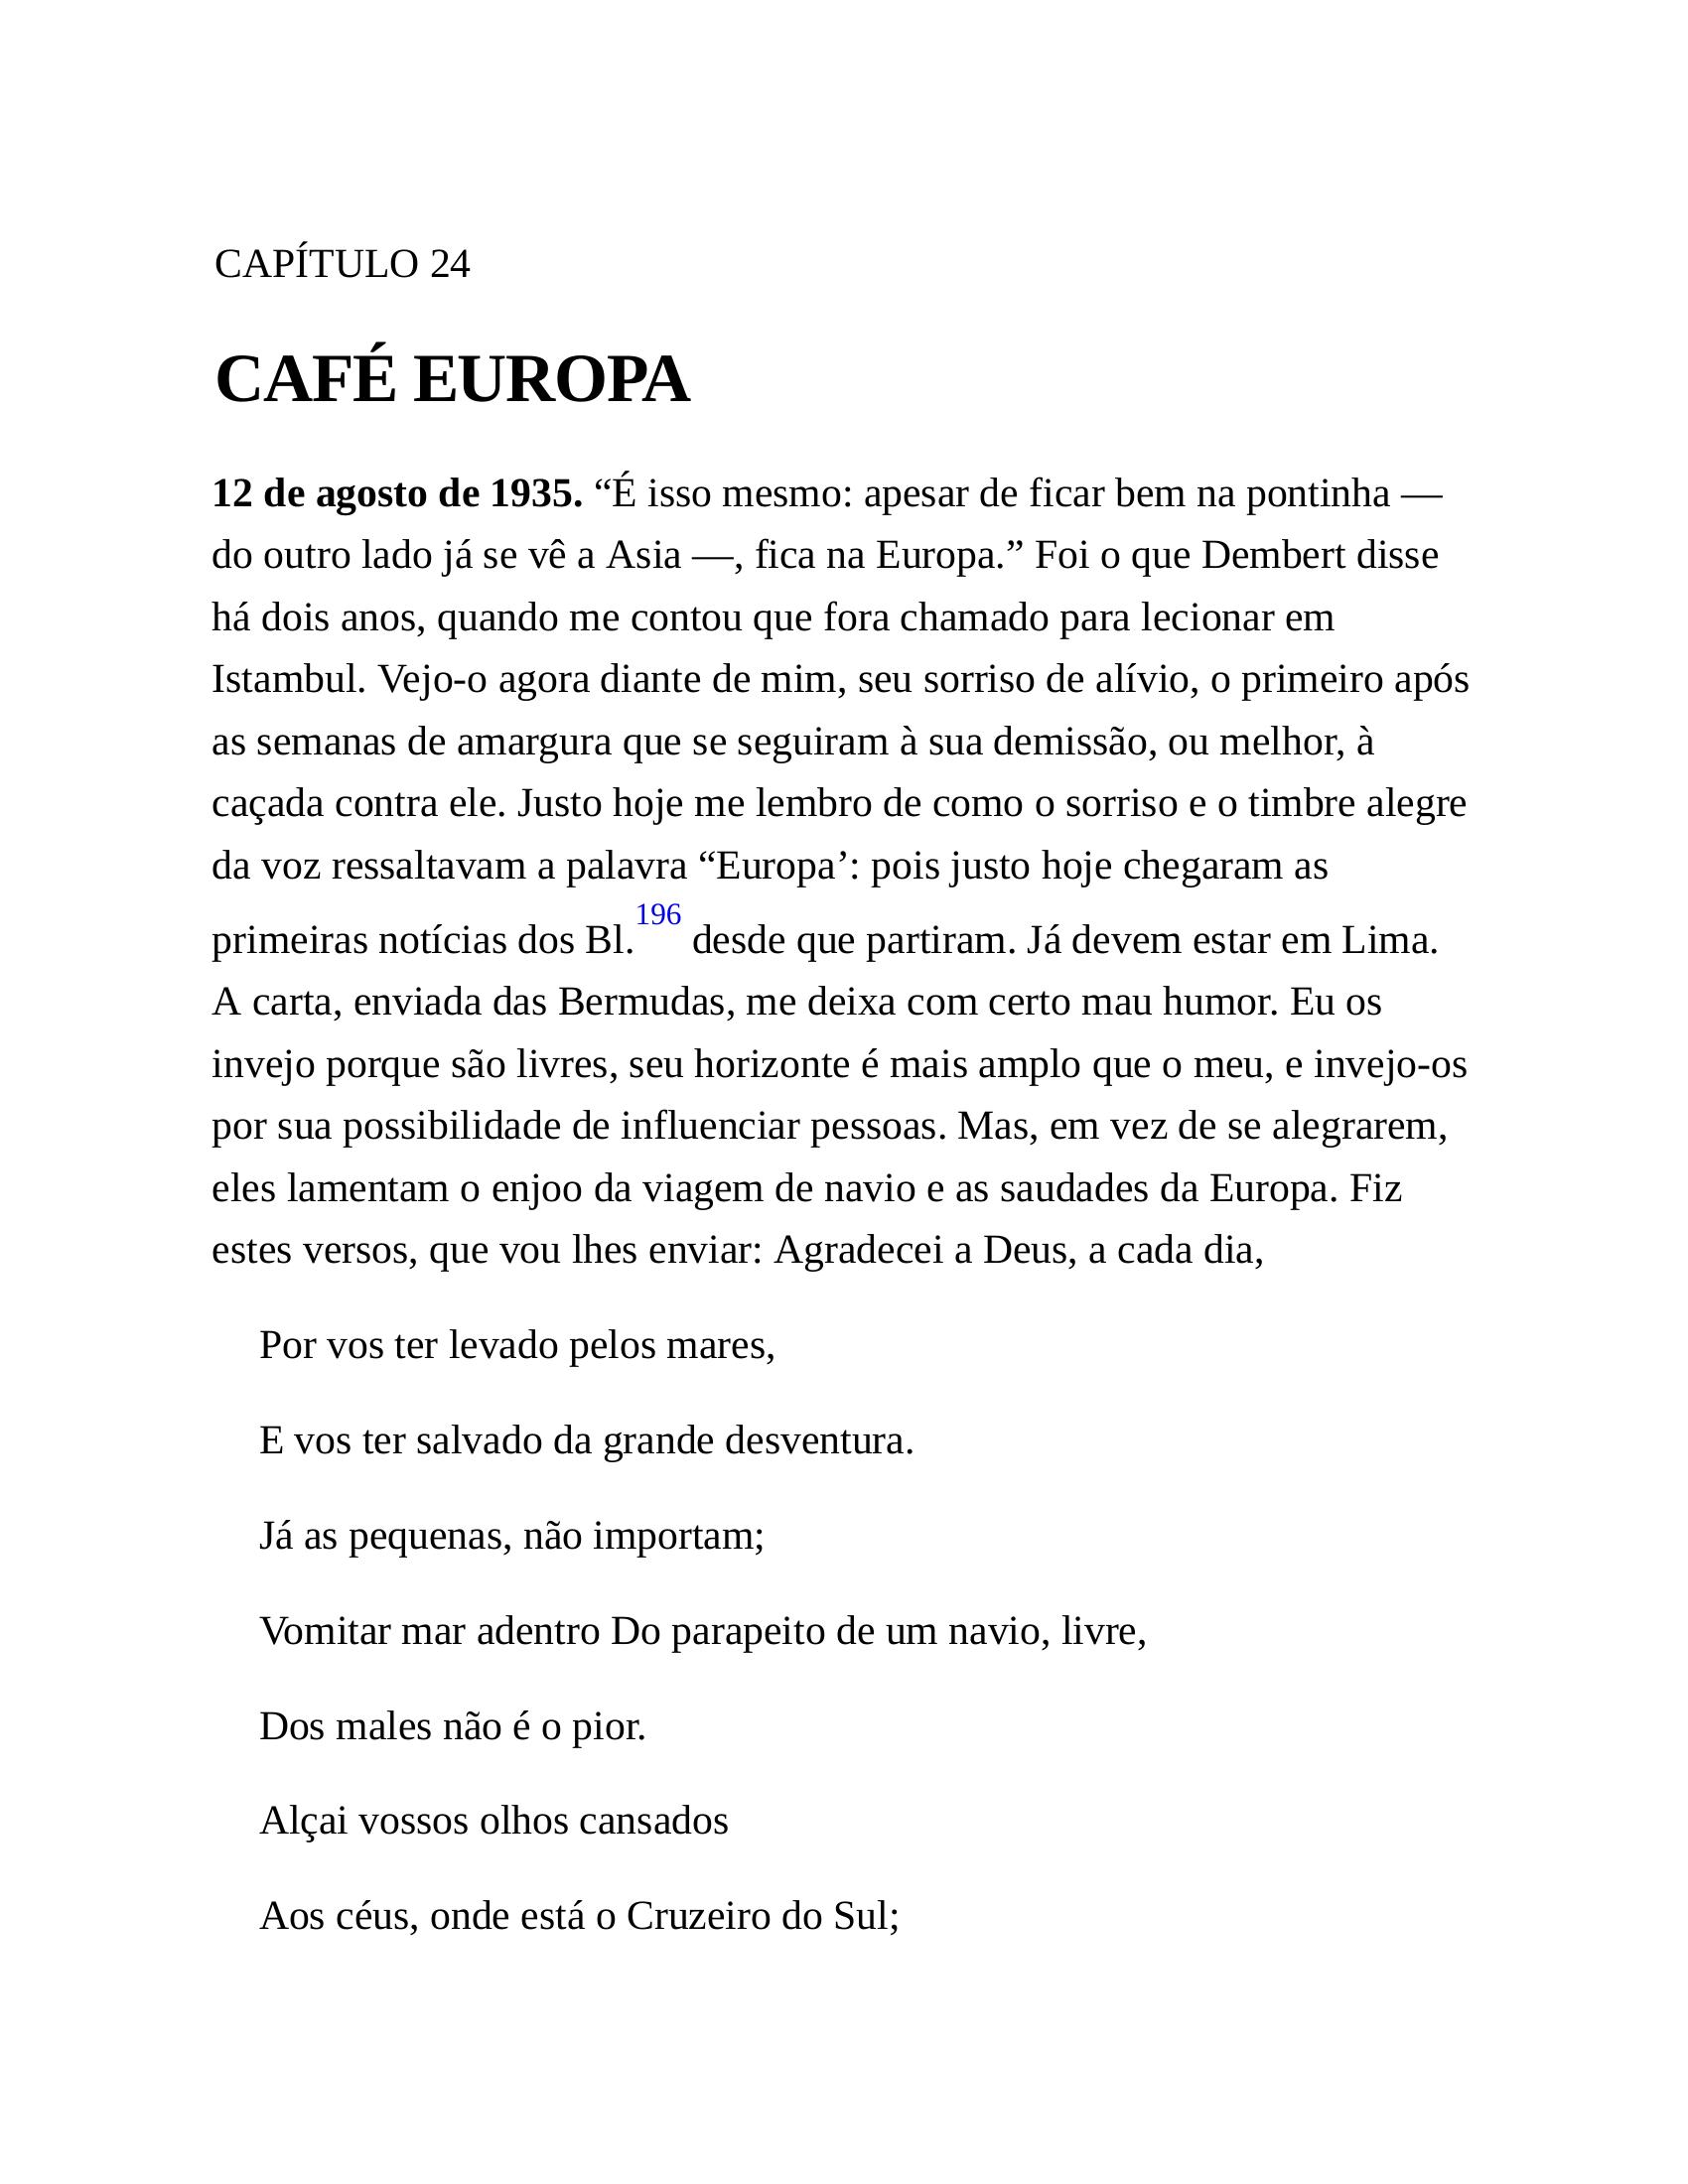 CAPÍTULO 24
CAFÉ EUROPA
12 de agosto de 1935. “É isso mesmo: apesar de ficar bem na pontinha —
do outro lado já se vê a Asia —, fica na Europa.” Foi o que Dembert disse
há dois anos, quando me contou que fora chamado para lecionar em
Istambul. Vejo-o agora diante de mim, seu sorriso de alívio, o primeiro após
as semanas de amargura que se seguiram à sua demissão, ou melhor, à
caçada contra ele. Justo hoje me lembro de como o sorriso e o timbre alegre
da voz ressaltavam a palavra “Europa’: pois justo hoje chegaram as
primeiras notícias dos Bl.196 desde que partiram. Já devem estar em Lima.
A carta, enviada das Bermudas, me deixa com certo mau humor. Eu os
invejo porque são livres, seu horizonte é mais amplo que o meu, e invejo-os
por sua possibilidade de influenciar pessoas. Mas, em vez de se alegrarem,
eles lamentam o enjoo da viagem de navio e as saudades da Europa. Fiz
estes versos, que vou lhes enviar: Agradecei a Deus, a cada dia,
Por vos ter levado pelos mares,
E vos ter salvado da grande desventura.
Já as pequenas, não importam;
Vomitar mar adentro Do parapeito de um navio, livre,
Dos males não é o pior.
Alçai vossos olhos cansados
Aos céus, onde está o Cruzeiro do Sul;